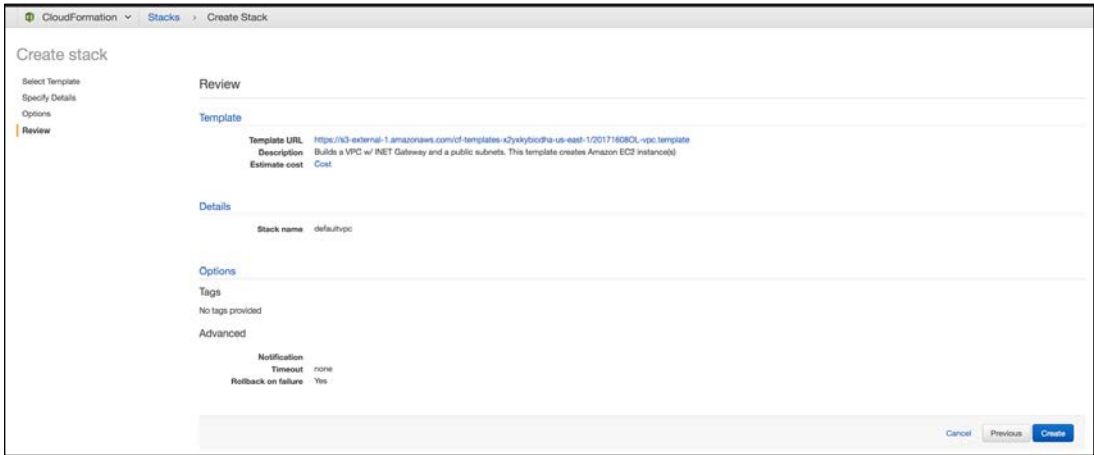 CloudFormation Stacks > Create Stack
Create stack
Select Template
Specify Details
Options
Review
Review
Template
Template URL https://s3-external-1.amazonaws.com/cf-templates-x2yxkybicdha-us-east-1/20171608OL-vpc.template
Description Builds a VPC w/ INET Gateway and a public subnets. This template creates Amazon EC2 instance(s)
Estimate cost Cost
Details
Stack name defaultvpc
Options
Tags
No tags provided
Advanced
Notification
Timeout none
Rollback on failure Yes
Cancel Previous Create